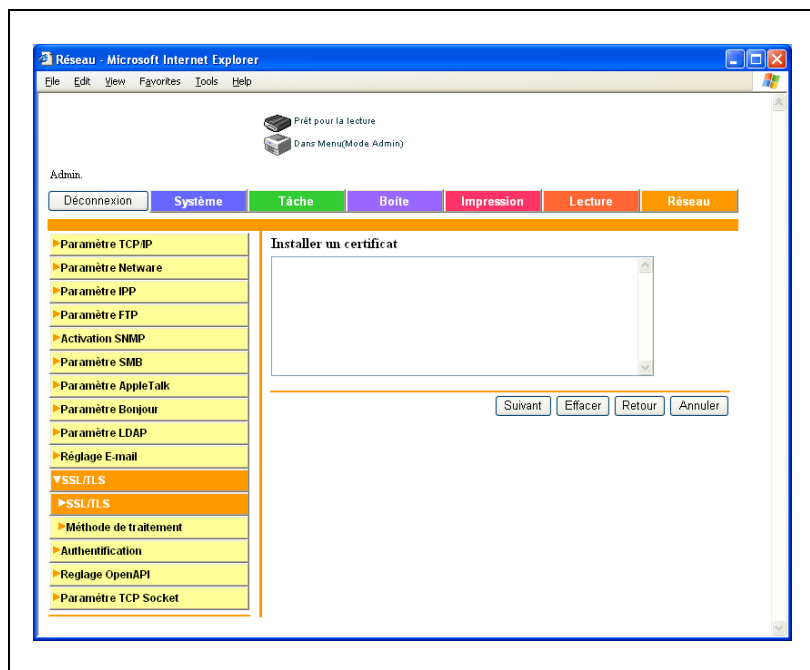 Réseau - Microsoft Internet Explorer
File Edit View Favorites Tools Help
Prêt pour la lecture
Dans Menu(Mode Admin)
Admin.
Déconnexion Système Tâche Boîte Impression Lecture Réseau
Paramètre TCP/IP
Paramètre Netware
Paramètre IPP
Paramètre FTP
Activation SNMP
Paramètre SMB
Paramètre AppleTalk
Paramètre Bonjour
Paramètre LDAP
Réglage E-mail
SSL/TLS
SSL/TLS
Méthode de traitement
Authentification
Reglage OpenAPI
Paramétre TCP Socket
Installer un certificat
Suivant Effacer Retour Annuler